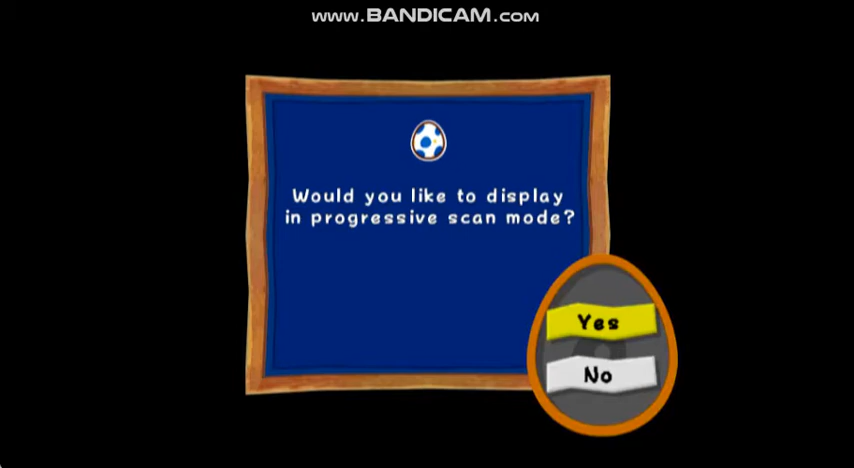 www.BANDICAM.com
Would you like to display
in progressive scan mode?
Yes
No